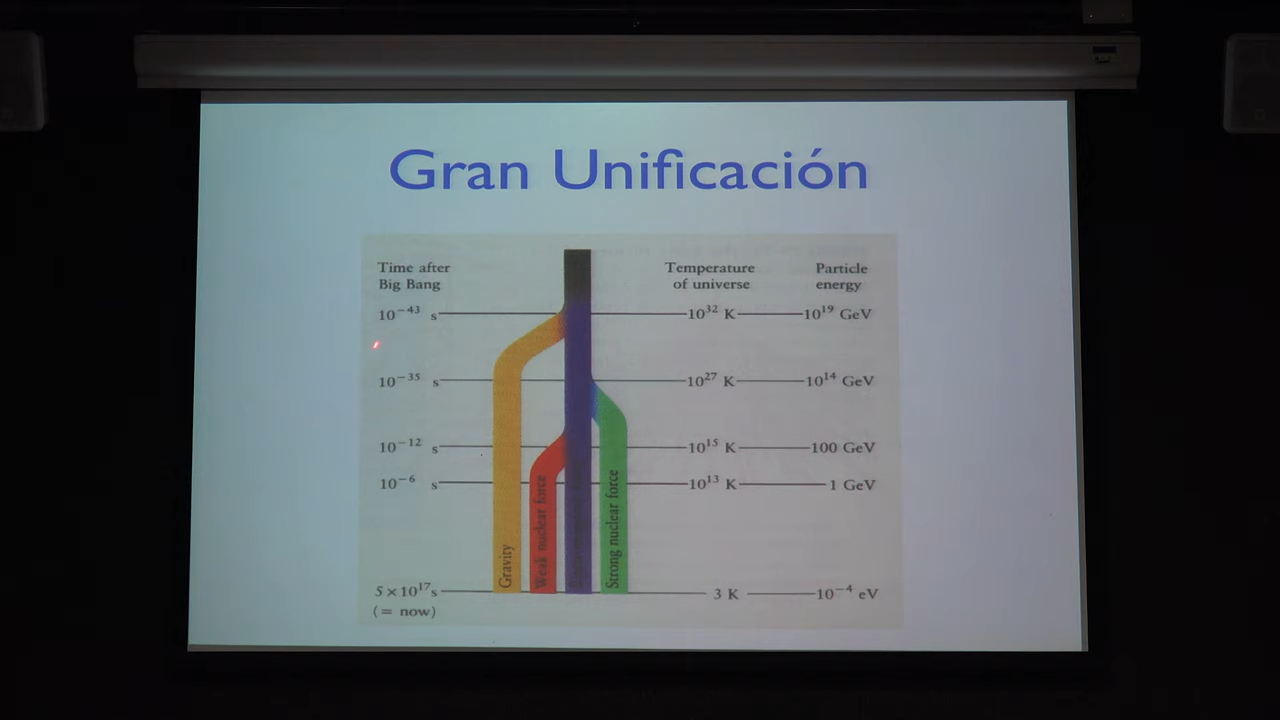 Gran Unificación
Time after
Big Bang
Temperature
of universe
Particle
energy
10⁻⁴³ s 10³² K 10¹⁹ GeV
10⁻³⁵ s 10²⁷ K 10¹⁴ GeV
10⁻¹² s 10¹⁵ K 100 GeV
10⁻⁶ s 10¹³ K 1 GeV
Gravity
Weak nuclear force
Strong nuclear force
5 × 10¹⁷ s 3 K 10⁻⁴ eV
(= now)